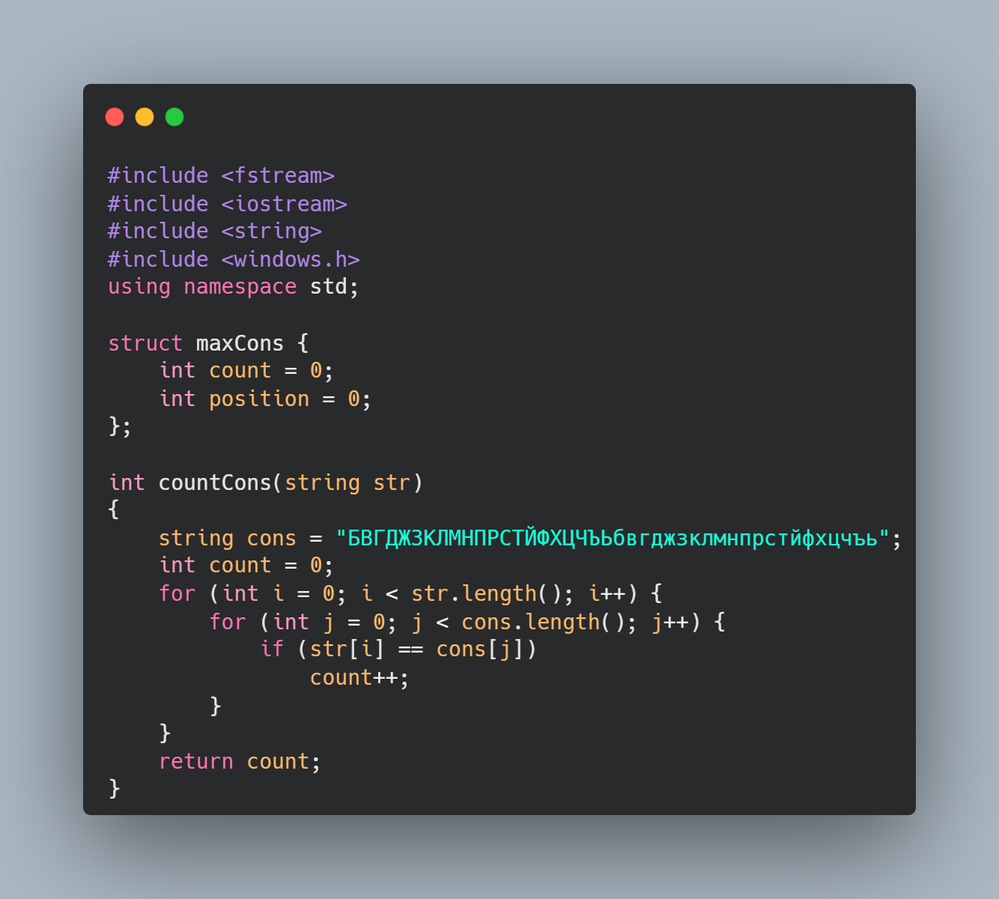 #include <fstream>
#include <iostream>
#include <string>
#include <windows.h>
using namespace std;

struct maxCons {
    int count = 0;
    int position = 0;
};

int countCons(string str)
{
    string cons = "БВГДЖЗКЛМНПРСТЙФХЦЧЪЬбвгджзклмнпрстйфхцчъь";
    int count = 0;
    for (int i = 0; i < str.length(); i++) {
        for (int j = 0; j < cons.length(); j++) {
            if (str[i] == cons[j])
                count++;
        }
    }
    return count;
}